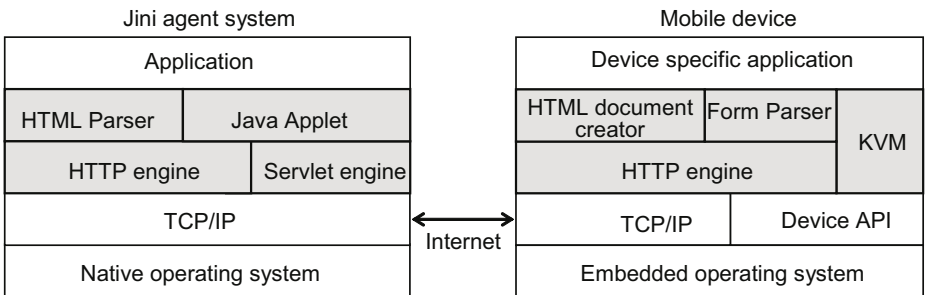 Jini agent system
Mobile device
Application
Device specific application
HTML Parser
Java Applet
HTML document
creator
Form Parser
KVM
HTTP engine
Servlet engine
HTTP engine
TCP/IP
Internet
TCP/IP
Device API
Native operating system
Embedded operating system